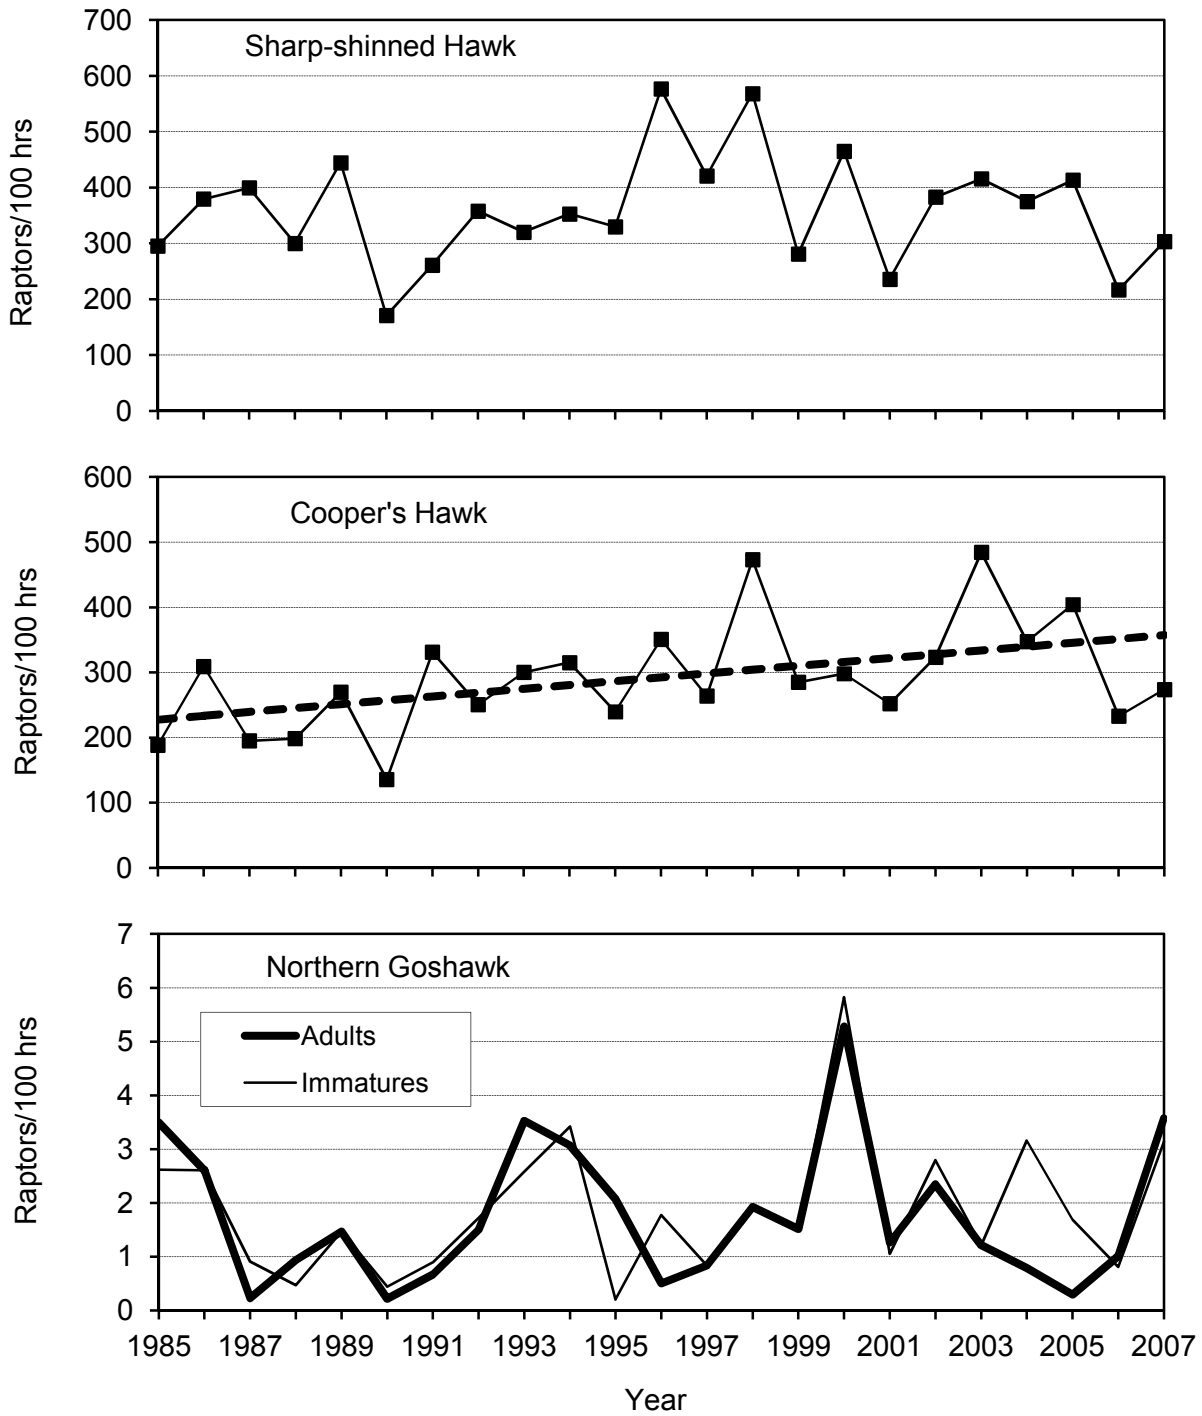 700
Sharp-shinned Hawk
600
500
400
300
200
100
0
Raptors/100 hrs
600
Cooper's Hawk
500
400
300
200
100
0
Raptors/100 hrs
7
Northern Goshawk
6
Adults
5
Immatures
4
3
2
1
0
Raptors/100 hrs
1985 1987 1989 1991 1993 1995 1997 1999 2001 2003 2005 2007
Year